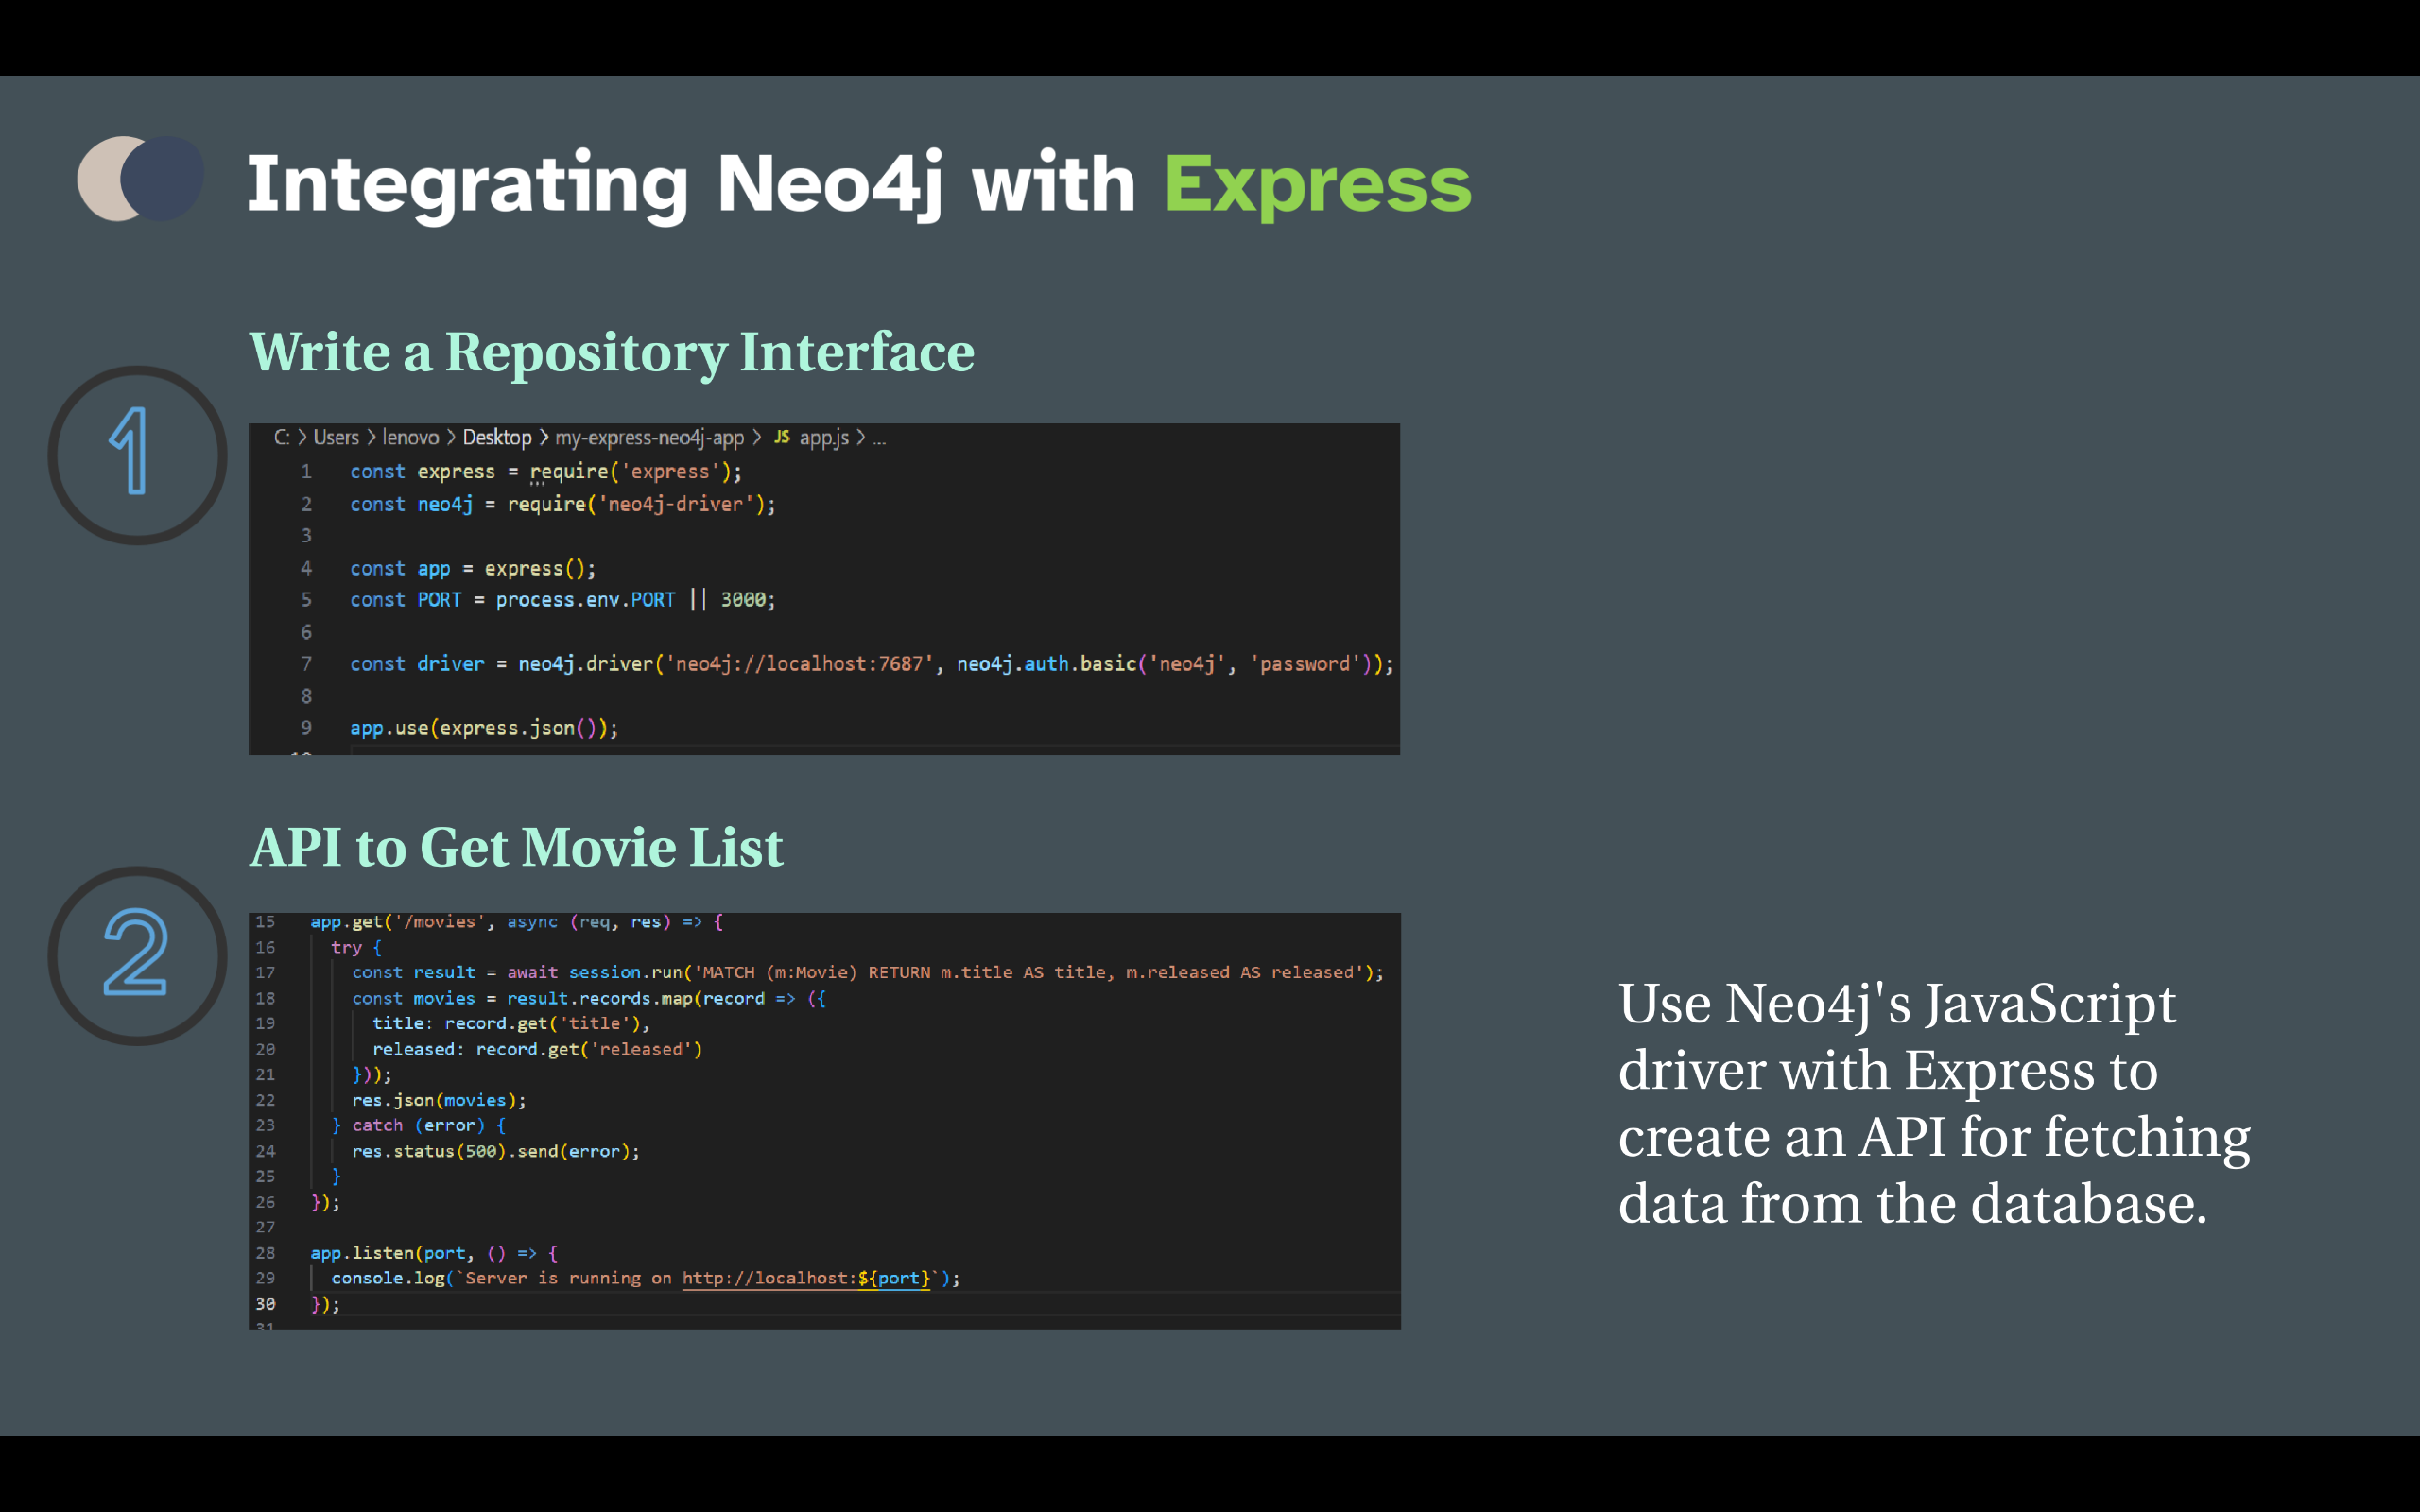 Integrating Neo4j with Express
Write a Repository Interface
1
C: > Users > lenovo > Desktop > my-express-neo4j-app > JS app.js > ...
1 const express = require('express');
2 const neo4j = require('neo4j-driver');
3
4 const app = express();
5 const PORT = process.env.PORT || 3000;
6
7 const driver = neo4j.driver('neo4j://localhost:7687', neo4j.auth.basic('neo4j', 'password'));
8
9 app.use(express.json());
API to Get Movie List
2
15 app.get('/movies', async (req, res) => {
16 try {
17 const result = await session.run('MATCH (m:Movie) RETURN m.title AS title, m.released AS released');
18 const movies = result.records.map(record => ({
19 title: record.get('title'),
20 released: record.get('released')
21 }));
22 res.json(movies);
23 } catch (error) {
24 res.status(500).send(error);
25 }
26 });
27
28 app.listen(port, () => {
29 console.log(`Server is running on http://localhost:${port}`);
30 });
31
Use Neo4j's JavaScript
driver with Express to
create an API for fetching
data from the database.